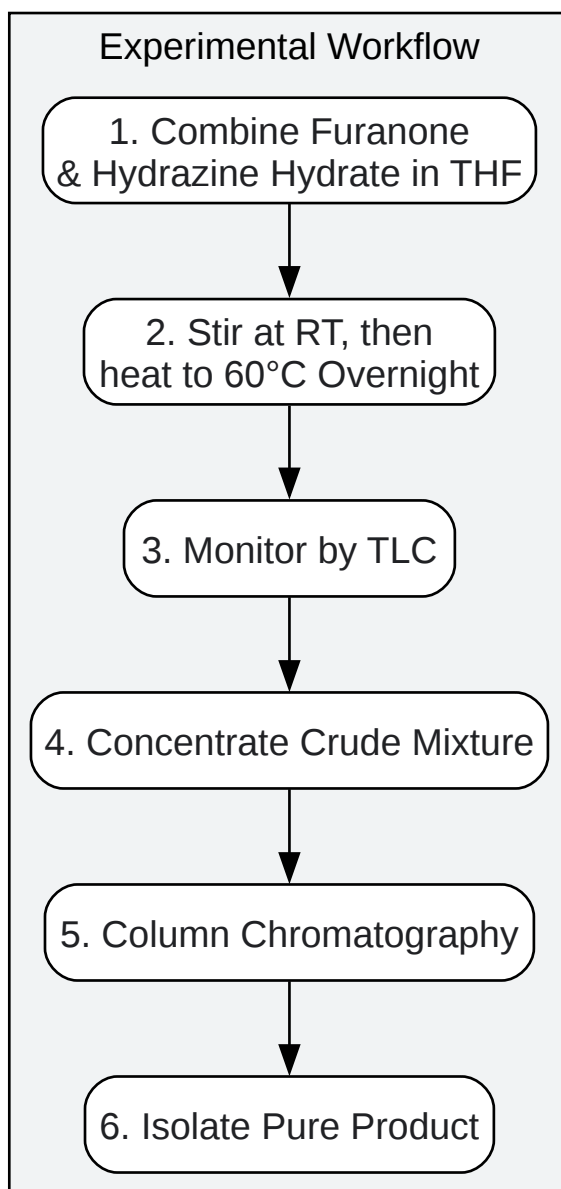 Experimental Workflow
1. Combine Furanone
& Hydrazine Hydrate in THF
2. Stir at RT, then
heat to 60°C Overnight
3. Monitor by TLC
4. Concentrate Crude Mixture
5. Column Chromatography
6. Isolate Pure Product